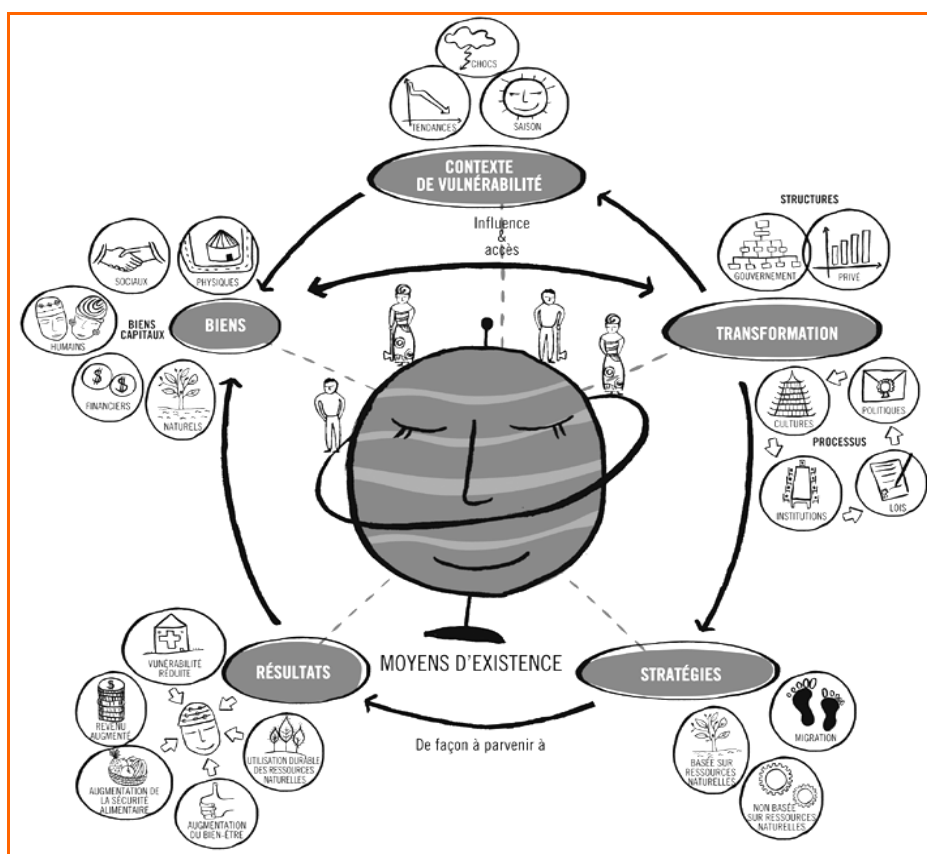 CHOCS
TENDANCES
SAISON
CONTEXTE
DE VULNÉRABILITÉ
Influence
&
accès
STRUCTURES
GOUVERNEMENT
PRIVÉ
SOCIAUX
PHYSIQUES
HUMAINS
BIENS
CAPITAUX
BIENS
FINANCIERS
$
$
NATURELS
TRANSFORMATION
CULTURES
POLITIQUES
PROCESSUS
INSTITUTIONS
LOIS
MOYENS D'EXISTENCE
RÉSULTATS
VULNÉRABILITÉ
RÉDUITE
$
REVENU
AUGMENTÉ
AUGMENTATION DE
LA SÉCURITÉ
ALIMENTAIRE
AUGMENTATION
DU BIEN-ÊTRE
UTILISATION DURABLE
DES RESSOURCES
NATURELLES
De façon à parvenir à
STRATÉGIES
MIGRATION
BASÉE SUR
RESSOURCES
NATURELLES
NON BASÉE
SUR RESSOURCES
NATURELLES